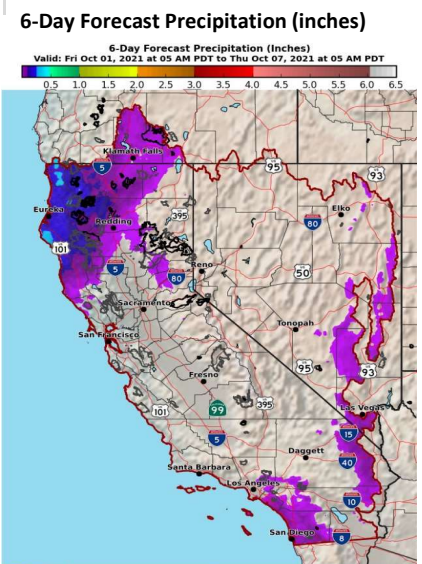 6-Day Forecast Precipitation (inches)
6-Day Forecast Precipitation (Inches)
Valid: Fri Oct 01, 2021 at 05 AM PDT to Thu Oct 07, 2021 at 05 AM PDT
0.5 1.0 1.5 2.0 2.5 3.0 3.5 4.0 4.5 5.0 5.5 6.0 6.5
Klamath Falls
5
95
93
Eureka
Redding
395
Elko
80
101
5
Reno
80
50
Sacramento
Tonopah
San Francisco
95
93
Fresno
101
99
395
Las Vegas
5
15
Daggett
40
Santa Barbara
Los Angeles
10
San Diego
8